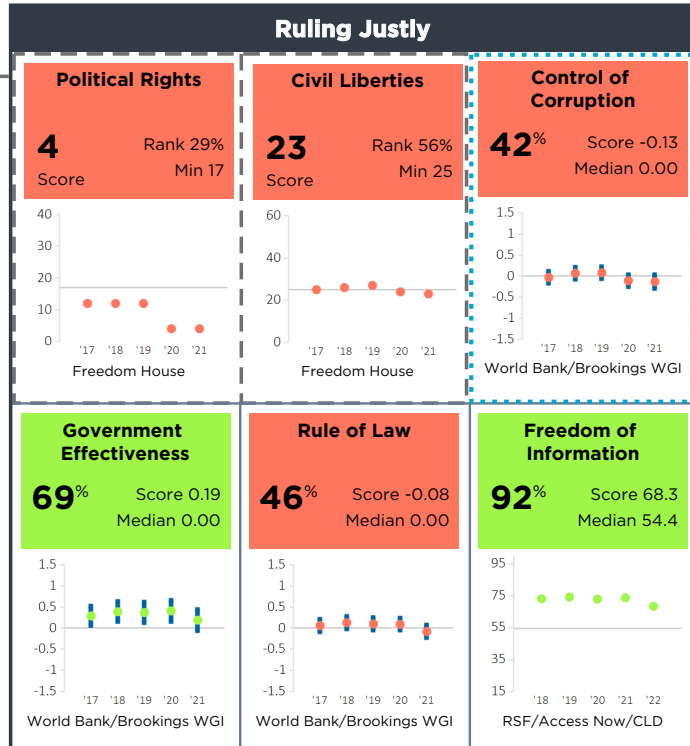 Ruling Justly
Political Rights
4
Score
Rank 29%
Min 17
40
30
20
10
0
'17 '18 '19 '20 '21
Freedom House
Civil Liberties
23
Score
Rank 56%
Min 25
60
40
20
0
'17 '18 '19 '20 '21
Freedom House
Control of
Corruption
42%
Score -0.13
Median 0.00
1.5
1
0.5
0
-0.5
-1
-1.5
'17 '18 '19 '20 '21
World Bank/Brookings WGI
Government
Effectiveness
69%
Score 0.19
Median 0.00
1.5
1
0.5
0
-0.5
-1
-1.5
'17 '18 '19 '20 '21
World Bank/Brookings WGI
Rule of Law
46%
Score -0.08
Median 0.00
1.5
1
0.5
0
-0.5
-1
-1.5
'17 '18 '19 '20 '21
World Bank/Brookings WGI
Freedom of
Information
92%
Score 68.3
Median 54.4
95
75
55
35
15
'18 '19 '20 '21 '22
RSF/Access Now/CLD